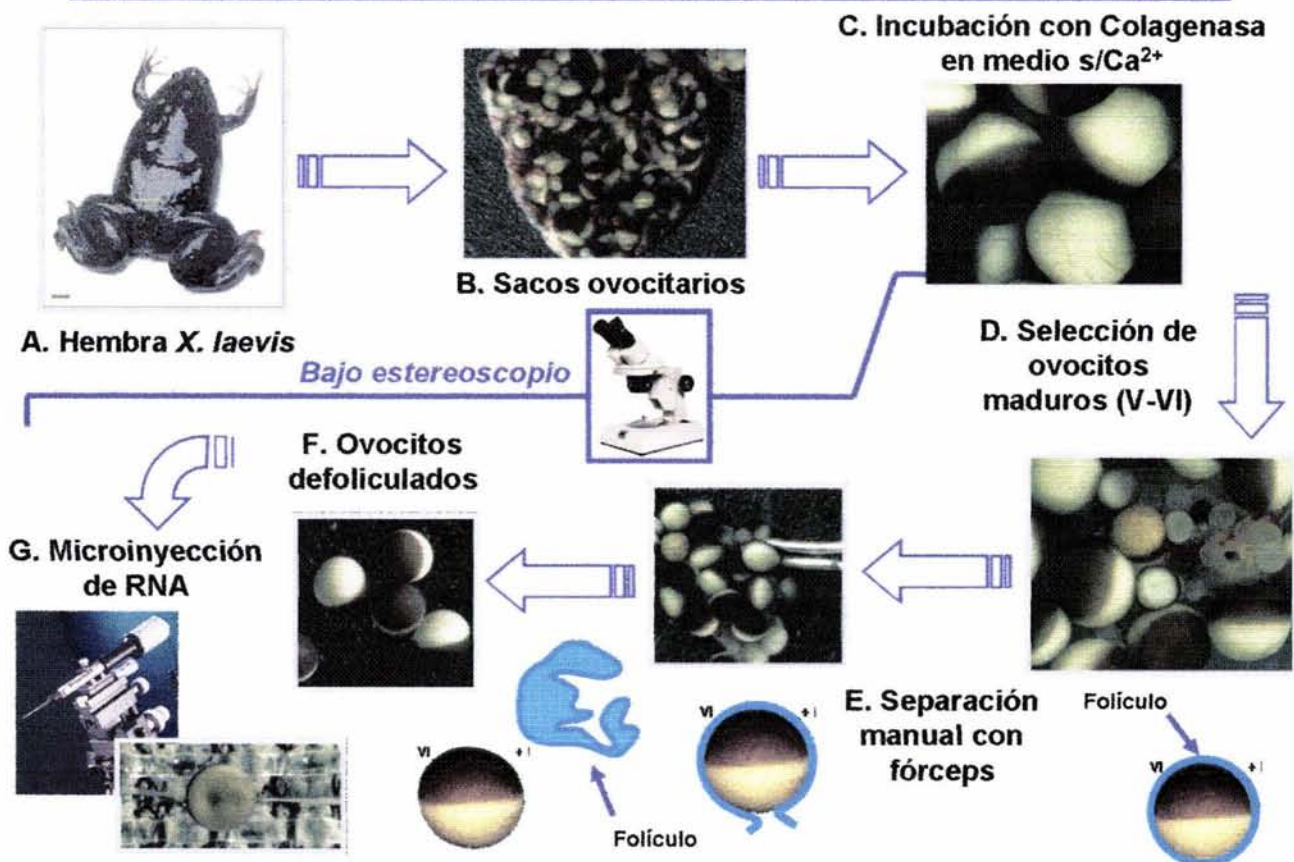 C. Incubación con Colagenasa
en medio s/Ca²⁺
B. Sacos ovocitarios
A. Hembra X. laevis
Bajo estereoscopio
D. Selección de
ovocitos
maduros (V-VI)
F. Ovocitos
defoliculados
G. Microinyección
de RNA
E. Separación
manual con
fórceps
Folículo
VI + i
VI + i
VI + i
Folículo